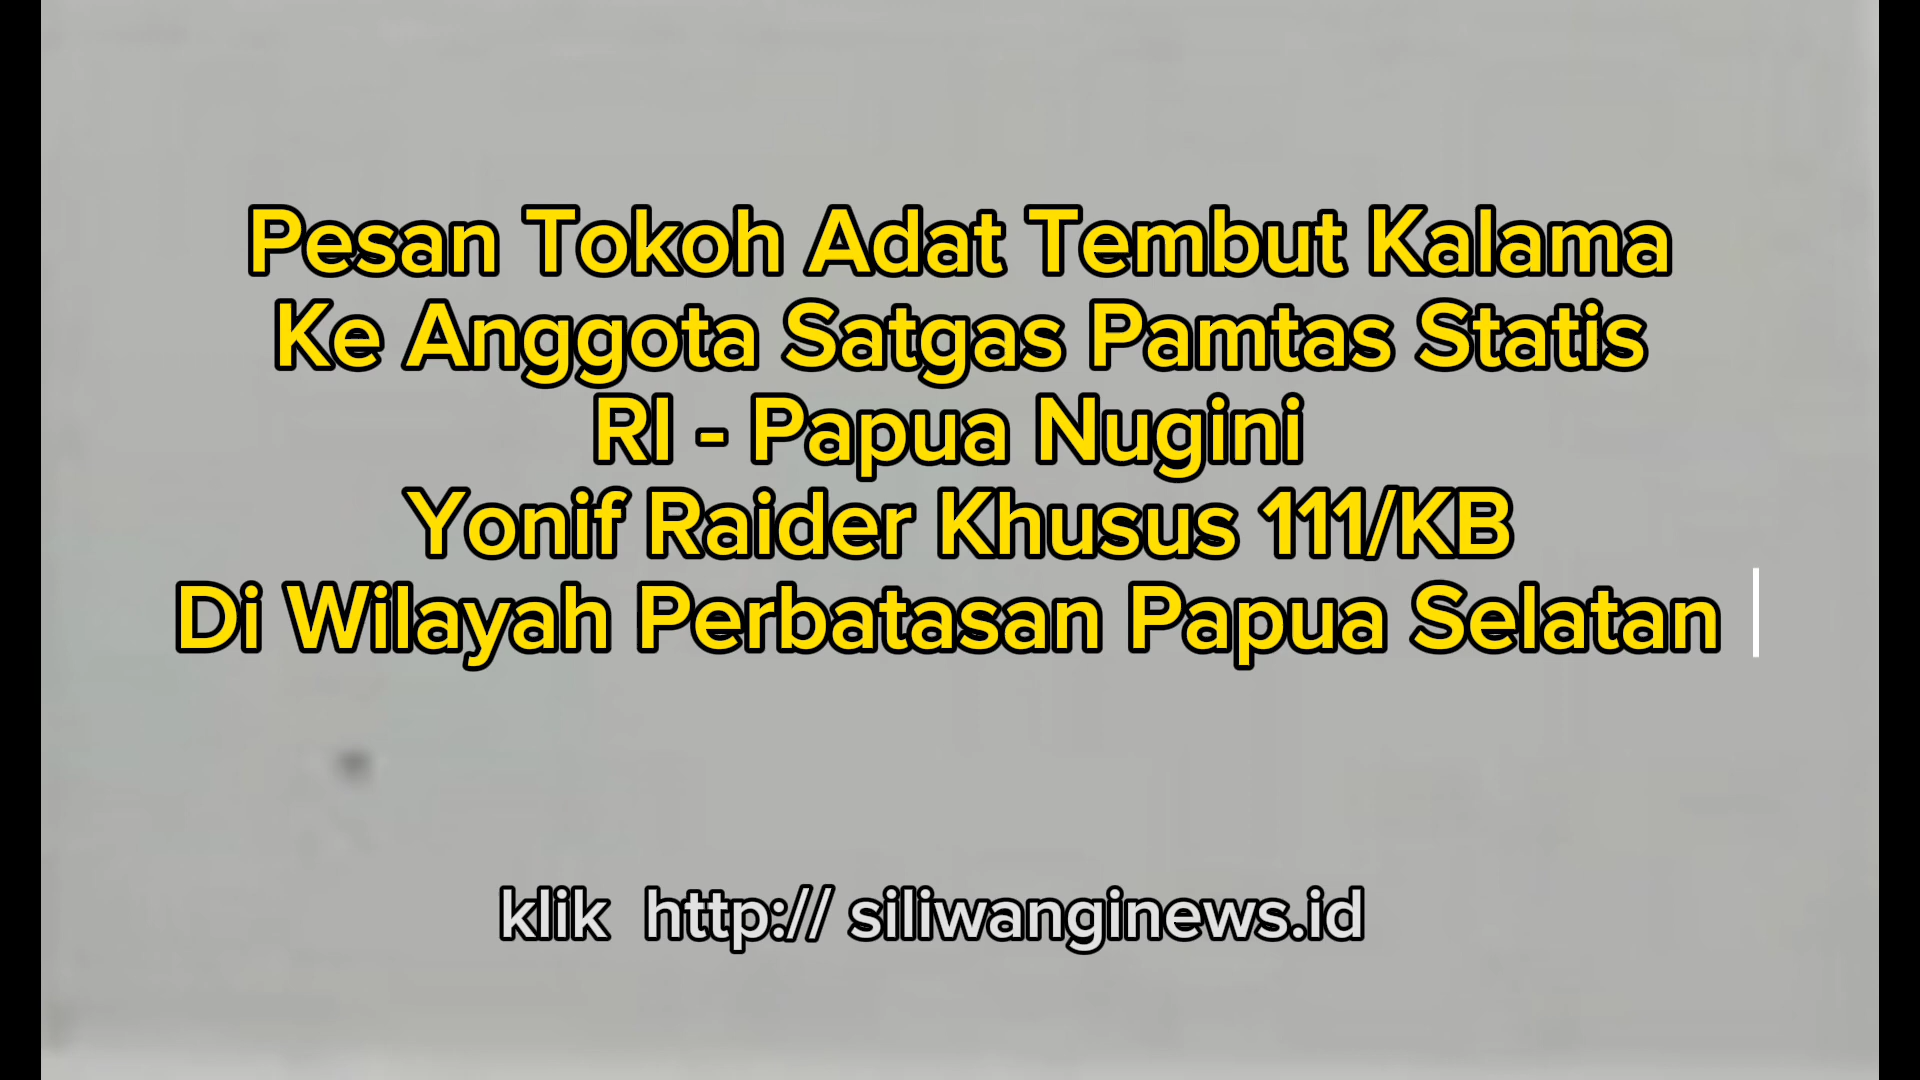 Pesan Tokoh Adat Tembut Kalama
Ke Anggota Satgas Pamtas Statis
RI - Papua Nugini
Yonif Raider Khusus 111/KB
Di Wilayah Perbatasan Papua Selatan
klik http:// siliwanginews.id